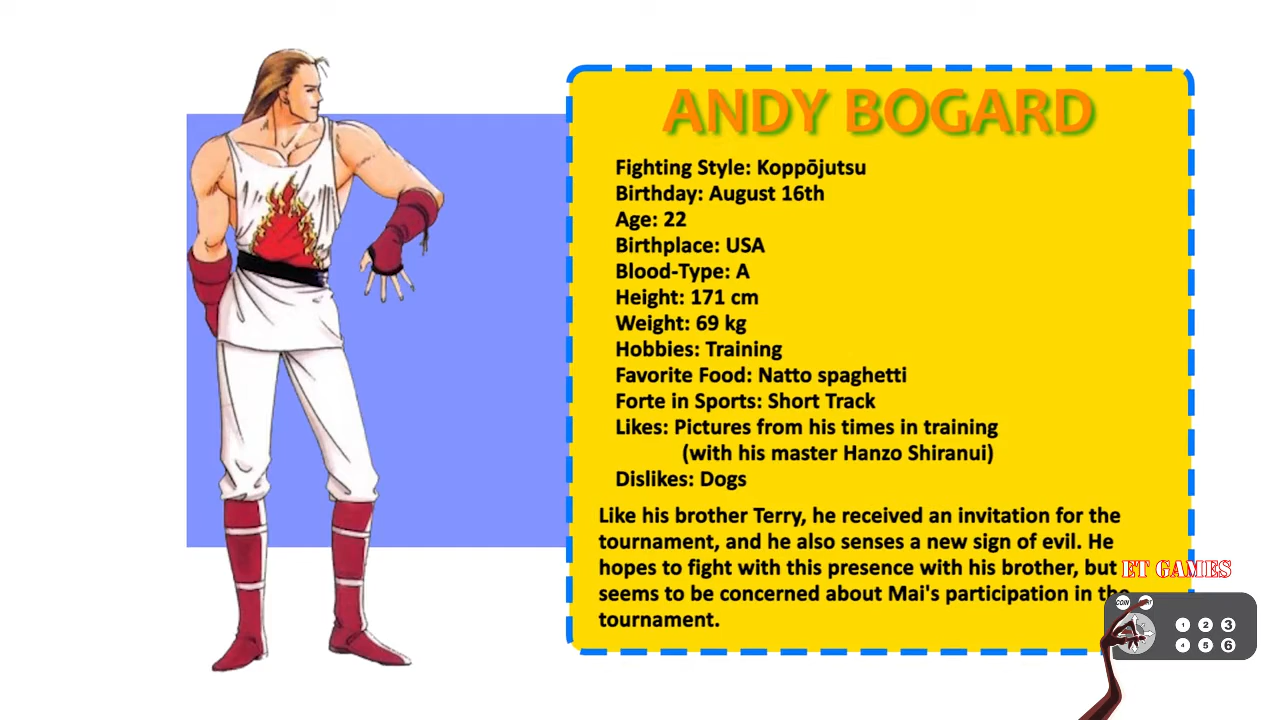 ANDY BOGARD
Fighting Style: Koppōjutsu
Birthday: August 16th
Age: 22
Birthplace: USA
Blood-Type: A
Height: 171 cm
Weight: 69 kg
Hobbies: Training
Favorite Food: Natto spaghetti
Forte in Sports: Short Track
Likes: Pictures from his times in training
(with his master Hanzo Shiranui)
Dislikes: Dogs
Like his brother Terry, he received an invitation for the
tournament, and he also senses a new sign of evil. He
hopes to fight with this presence with his brother, but
seems to be concerned about Mai's participation in the
tournament.
ET GAMES
COIN
1 2 3
4 5 6